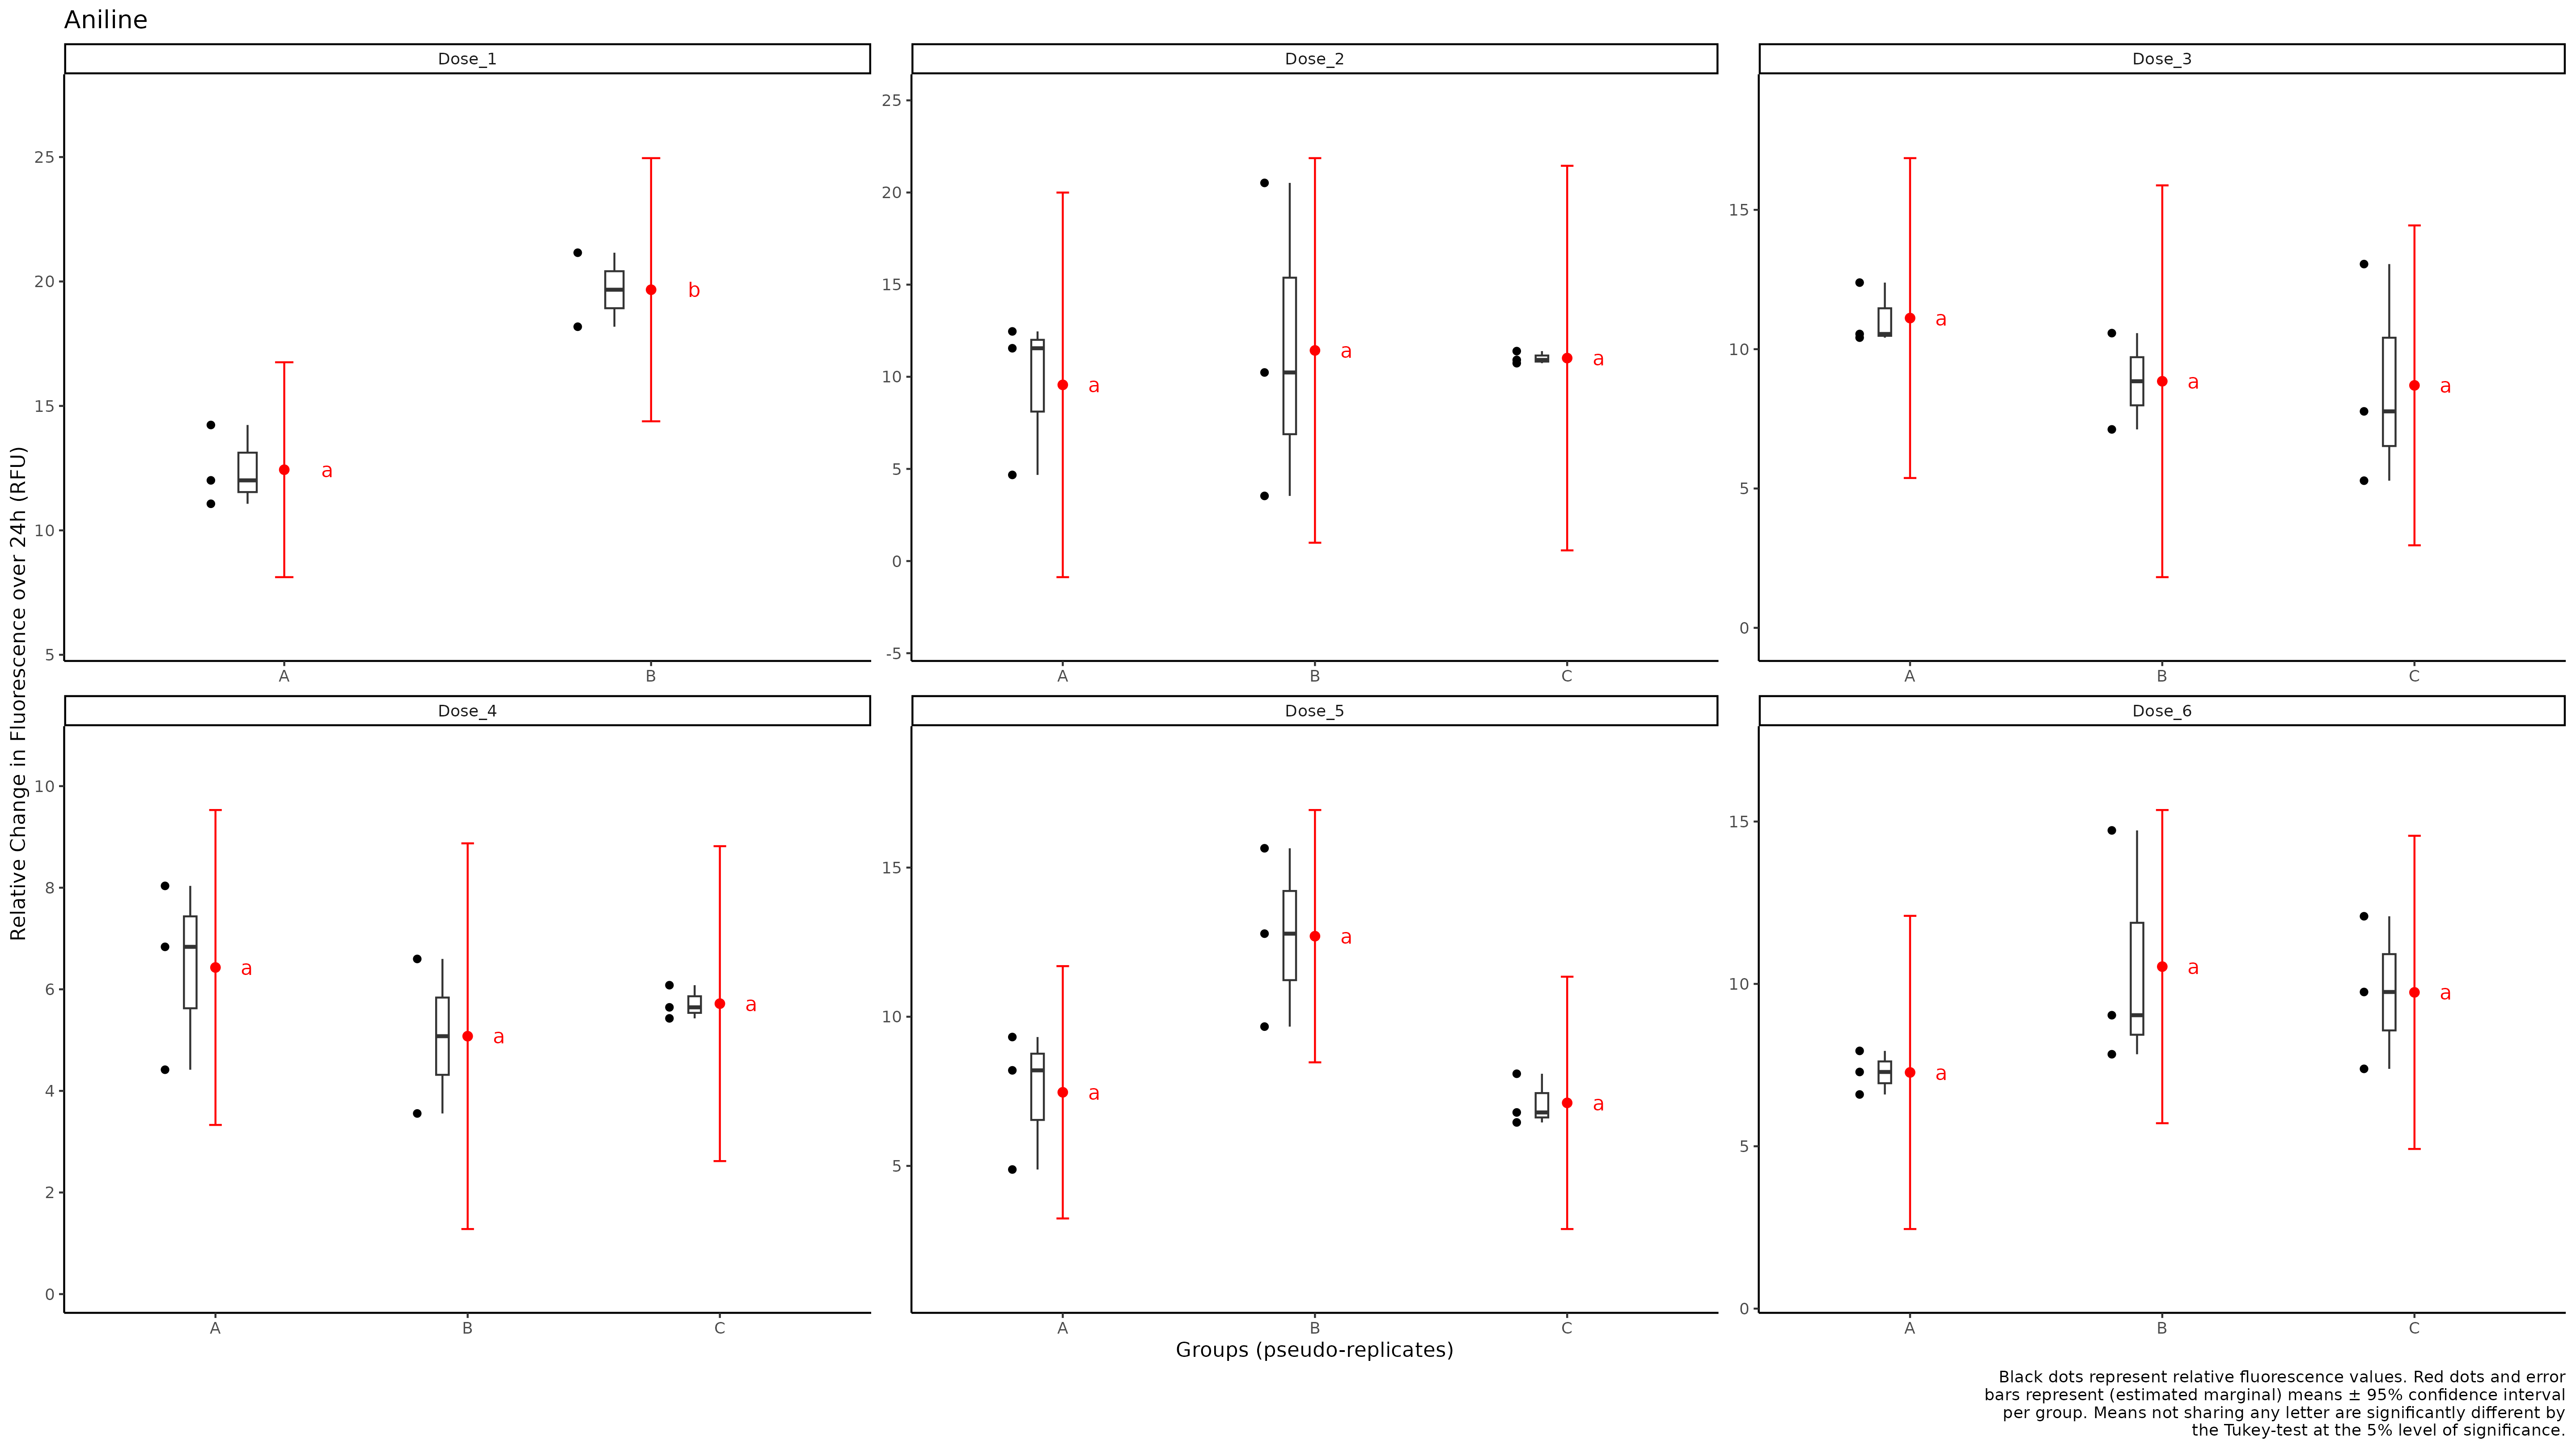 Aniline
Dose_1
Dose_2
Dose_3
25
20
15
10
5
25
20
15
10
5
0
-5
15
10
5
0
a
b
a
a
a
a
a
a
A
B
A
B
C
A
B
C
Relative Change in Fluorescence over 24h (RFU)
Dose_4
Dose_5
Dose_6
10
8
6
4
2
0
15
10
5
15
10
5
0
a
a
a
a
a
a
a
a
a
A
B
C
A
B
C
A
B
C
Groups (pseudo-replicates)
Black dots represent relative fluorescence values. Red dots and error
bars represent (estimated marginal) means ± 95% confidence interval
per group. Means not sharing any letter are significantly different by
the Tukey-test at the 5% level of significance.